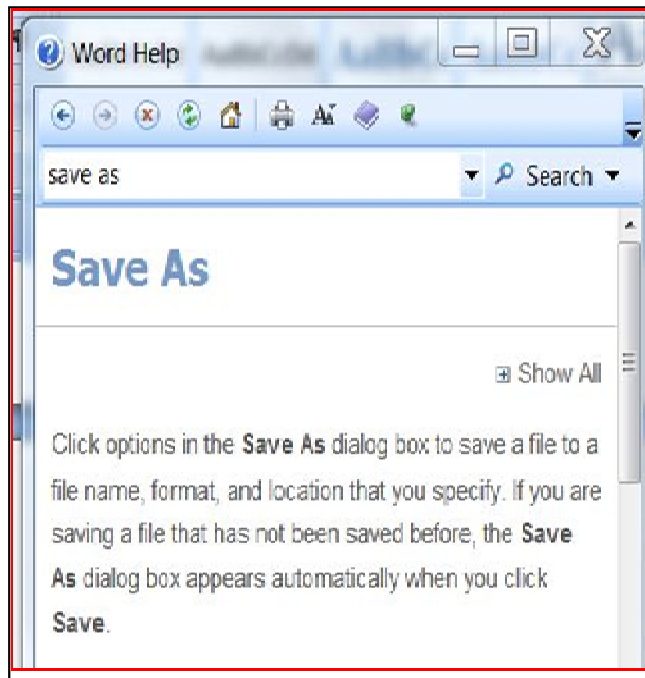 Word Help
save as
Search
Save As
Show All
Click options in the Save As dialog box to save a file to a
file name, format, and location that you specify. If you are
saving a file that has not been saved before, the Save
As dialog box appears automatically when you click
Save.